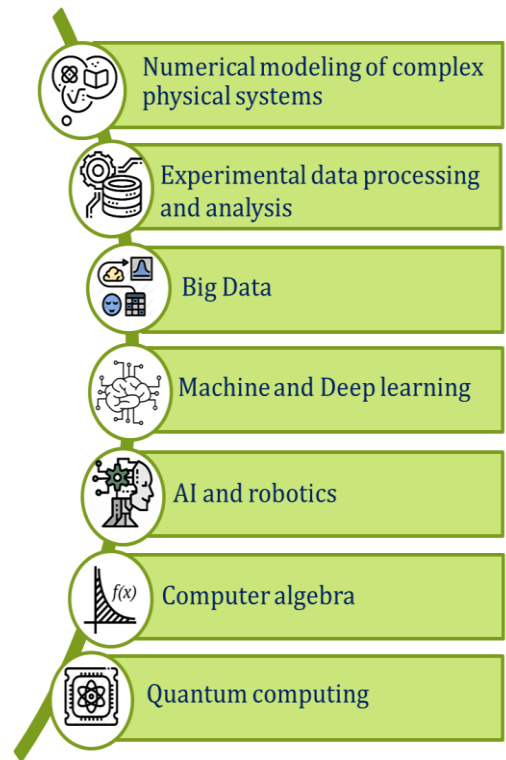 Numerical modeling of complex
physical systems
Experimental data processing
and analysis
Big Data
Machine and Deep learning
AI and robotics
f(x)
Computer algebra
Quantum computing